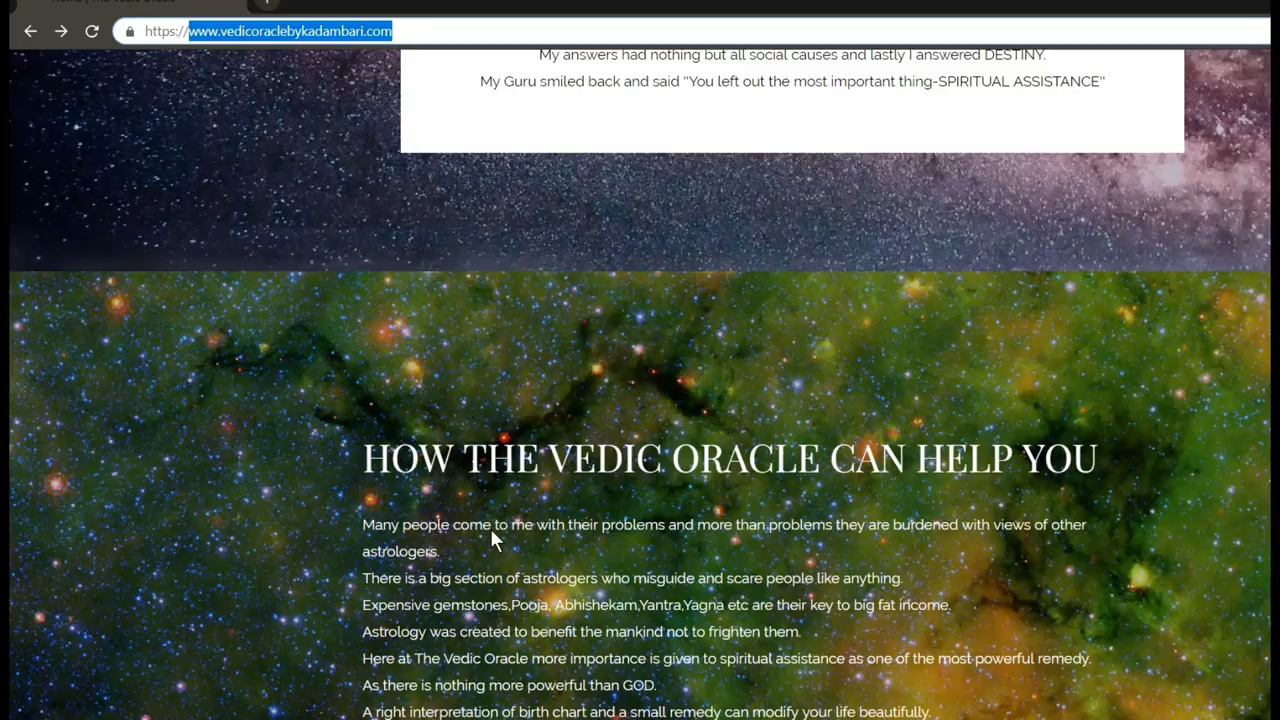 https://www.vedicoraclebykadambari.com
My answers had nothing but all social causes and lastly I answered DESTINY.
My Guru smiled back and said "You left out the most important thing-SPIRITUAL ASSISTANCE"
HOW THE VEDIC ORACLE CAN HELP YOU
Many people come to me with their problems and more than problems they are burdened with views of other
astrologers.
There is a big section of astrologers who misguide and scare people like anything.
Expensive gemstones,Pooja, Abhishekam,Yantra,Yagna etc are their key to big fat income.
Astrology was created to benefit the mankind not to frighten them.
Here at The Vedic Oracle more importance is given to spiritual assistance as one of the most powerful remedy.
As there is nothing more powerful than GOD.
A right interpretation of birth chart and a small remedy can modify your life beautifully.